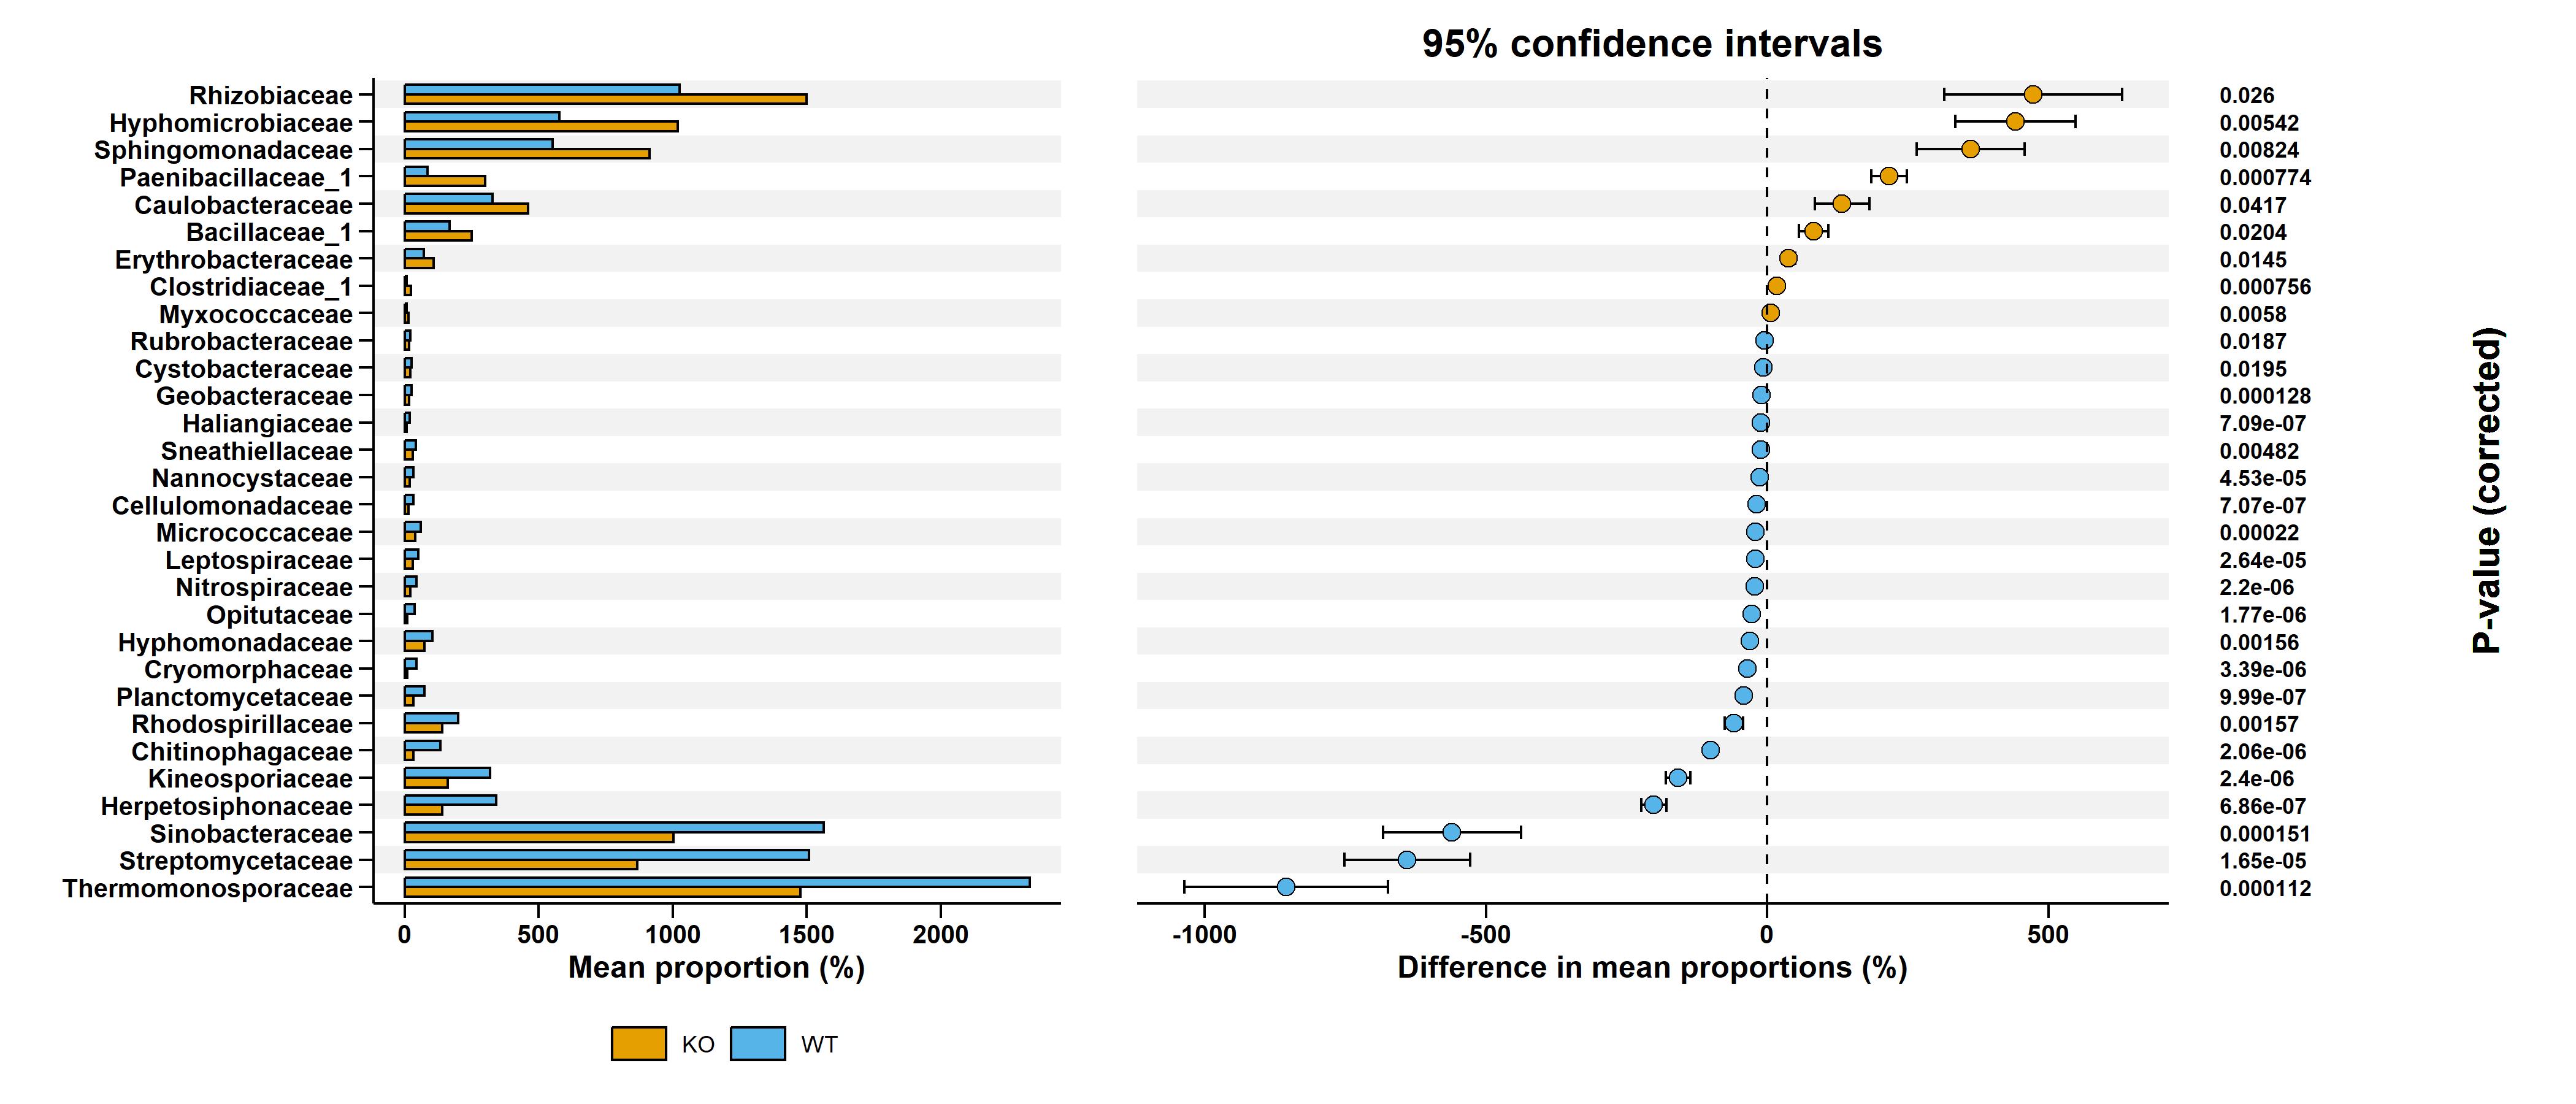 95% confidence intervals
Rhizobiaceae 0.026
Hyphomicrobiaceae 0.00542
Sphingomonadaceae 0.00824
Paenibacillaceae_1 0.000774
Caulobacteraceae 0.0417
Bacillaceae_1 0.0204
Erythrobacteraceae 0.0145
Clostridiaceae_1 0.000756
Myxococcaceae 0.0058
Rubrobacteraceae 0.0187
Cystobacteraceae 0.0195
Geobacteraceae 0.000128
Haliangiaceae 7.09e-07
Sneathiellaceae 0.00482
Nannocystaceae 4.53e-05
Cellulomonadaceae 7.07e-07
Micrococcaceae 0.00022
Leptospiraceae 2.64e-05
Nitrospiraceae 2.2e-06
Opitutaceae 1.77e-06
Hyphomonadaceae 0.00156
Cryomorphaceae 3.39e-06
Planctomycetaceae 9.99e-07
Rhodospirillaceae 0.00157
Chitinophagaceae 2.06e-06
Kineosporiaceae 2.4e-06
Herpetosiphonaceae 6.86e-07
Sinobacteraceae 0.000151
Streptomycetaceae 1.65e-05
Thermomonosporaceae 0.000112
P-value (corrected)
0 500 1000 1500 2000 -1000 -500 0 500
Mean proportion (%) Difference in mean proportions (%)
KO WT